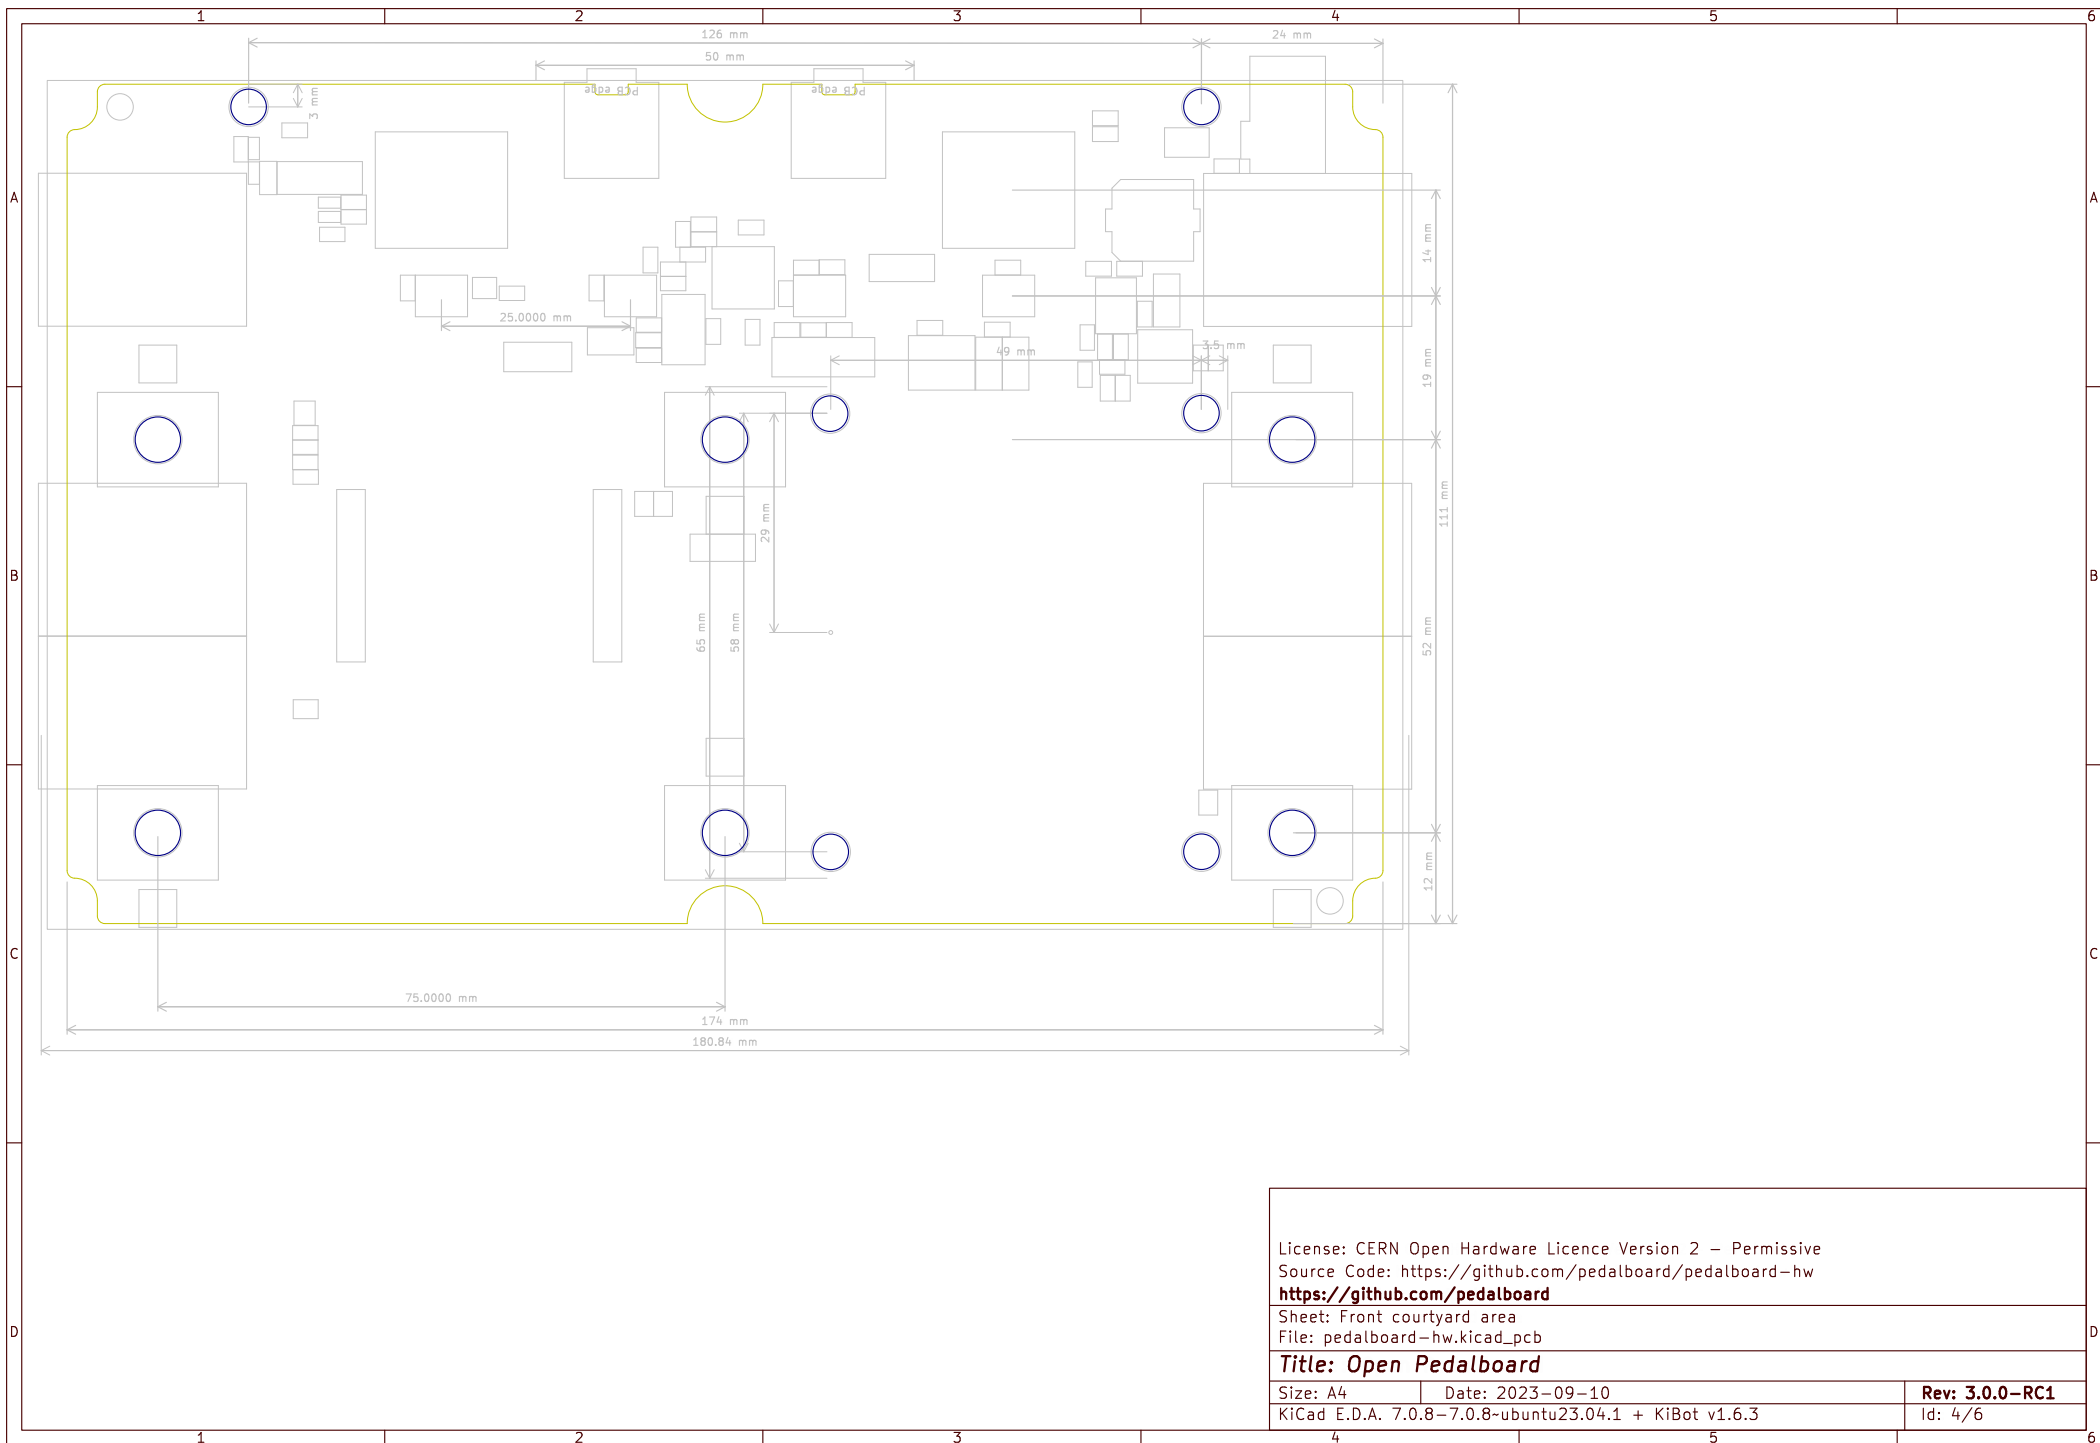 1 2 3 4 5 6
126 mm
24 mm
50 mm
PCB edge
PCB edge
3 mm
A
A
14 mm
25.0000 mm
49 mm
3.5 mm
19 mm
29 mm
111 mm
B
B
65 mm
58 mm
52 mm
12 mm
C
C
75.0000 mm
174 mm
180.84 mm
License: CERN Open Hardware Licence Version 2 - Permissive
Source Code: https://github.com/pedalboard/pedalboard-hw
https://github.com/pedalboard
Sheet: Front courtyard area
D
D
File: pedalboard-hw.kicad_pcb
Title: Open Pedalboard
Size: A4
Date: 2023-09-10
Rev: 3.0.0-RC1
KiCad E.D.A. 7.0.8-7.0.8~ubuntu23.04.1 + KiBot v1.6.3
Id: 4/6
1 2 3 4 5 6